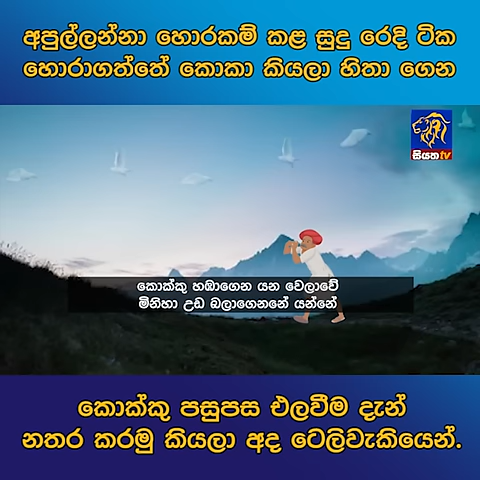 අපුල්ලන්නා හොරකම් කළ සුදු රෙදි ටික
හොරාගත්තේ කොකා කියලා හිතා ගෙන
සියත tv
කොක්කු හඹාගෙන යන වෙලාවේ
මිනිහා උඩ බලාගෙනනේ යන්නේ
කොක්කු පසුපස එලවීම දැන්
නතර කරමු කියලා අද ටෙලිවැකියෙන්.